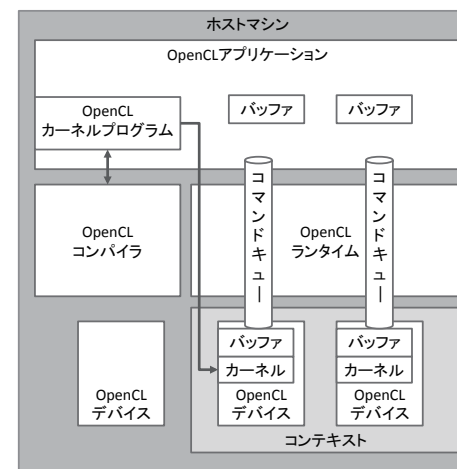 ホストマシン
OpenCLアプリケーション
OpenCL
カーネルプログラム
バッファ
バッファ
コマンドキュー
コマンドキュー
OpenCL
コンパイラ
OpenCL
ランタイム
バッファ
カーネル
OpenCL
デバイス
バッファ
カーネル
OpenCL
デバイス
OpenCL
デバイス
コンテキスト